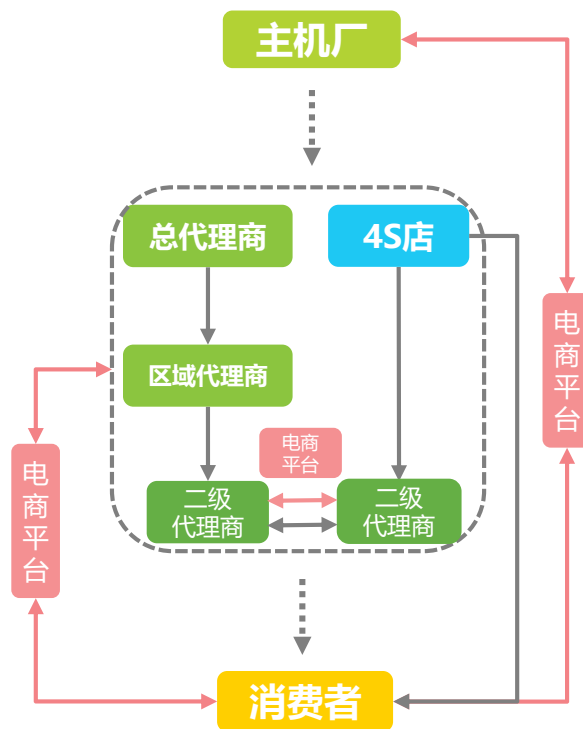 主机厂
总代理商
4S店
电商平台
区域代理商
电商
平台
电商平台
二级
代理商
二级
代理商
消费者